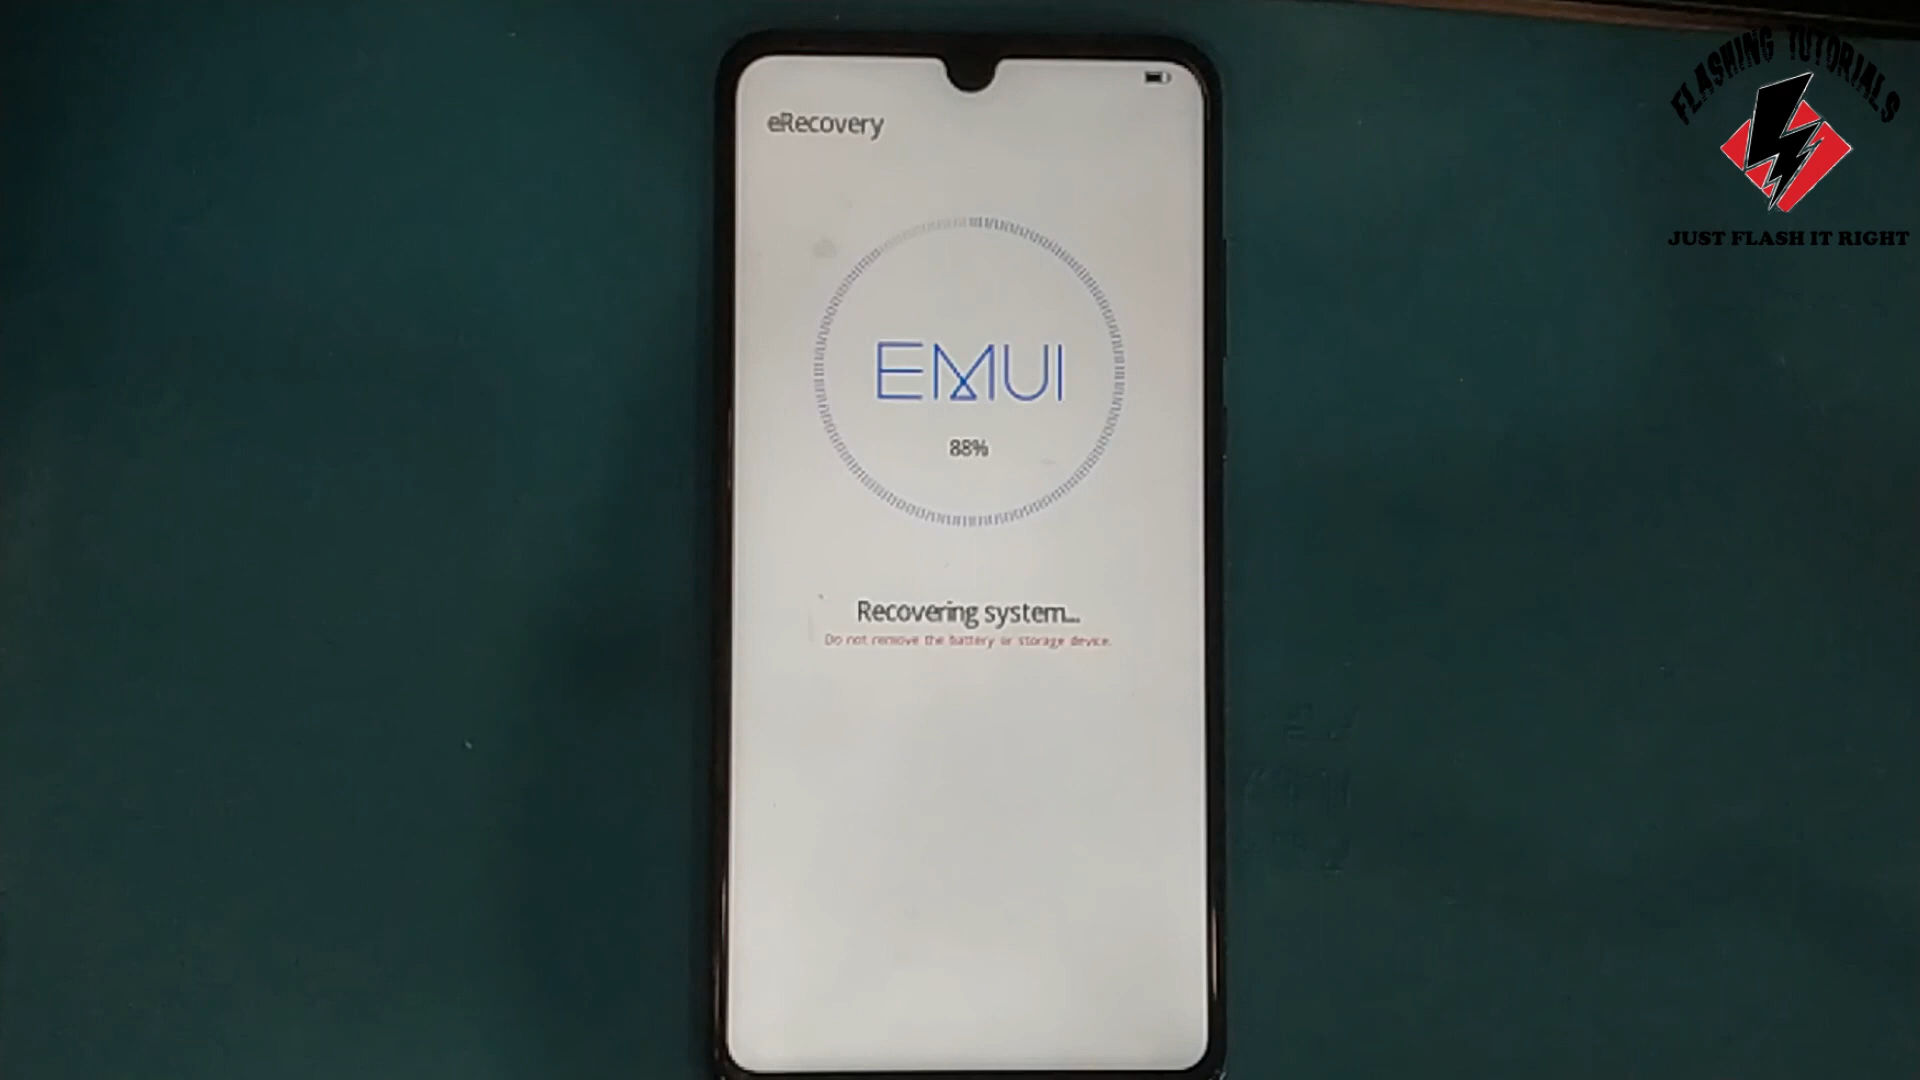 FLASHING TUTORIALS
JUST FLASH IT RIGHT
eRecovery
EMUI
88%
Recovering system...
Do not remove the battery or storage device.